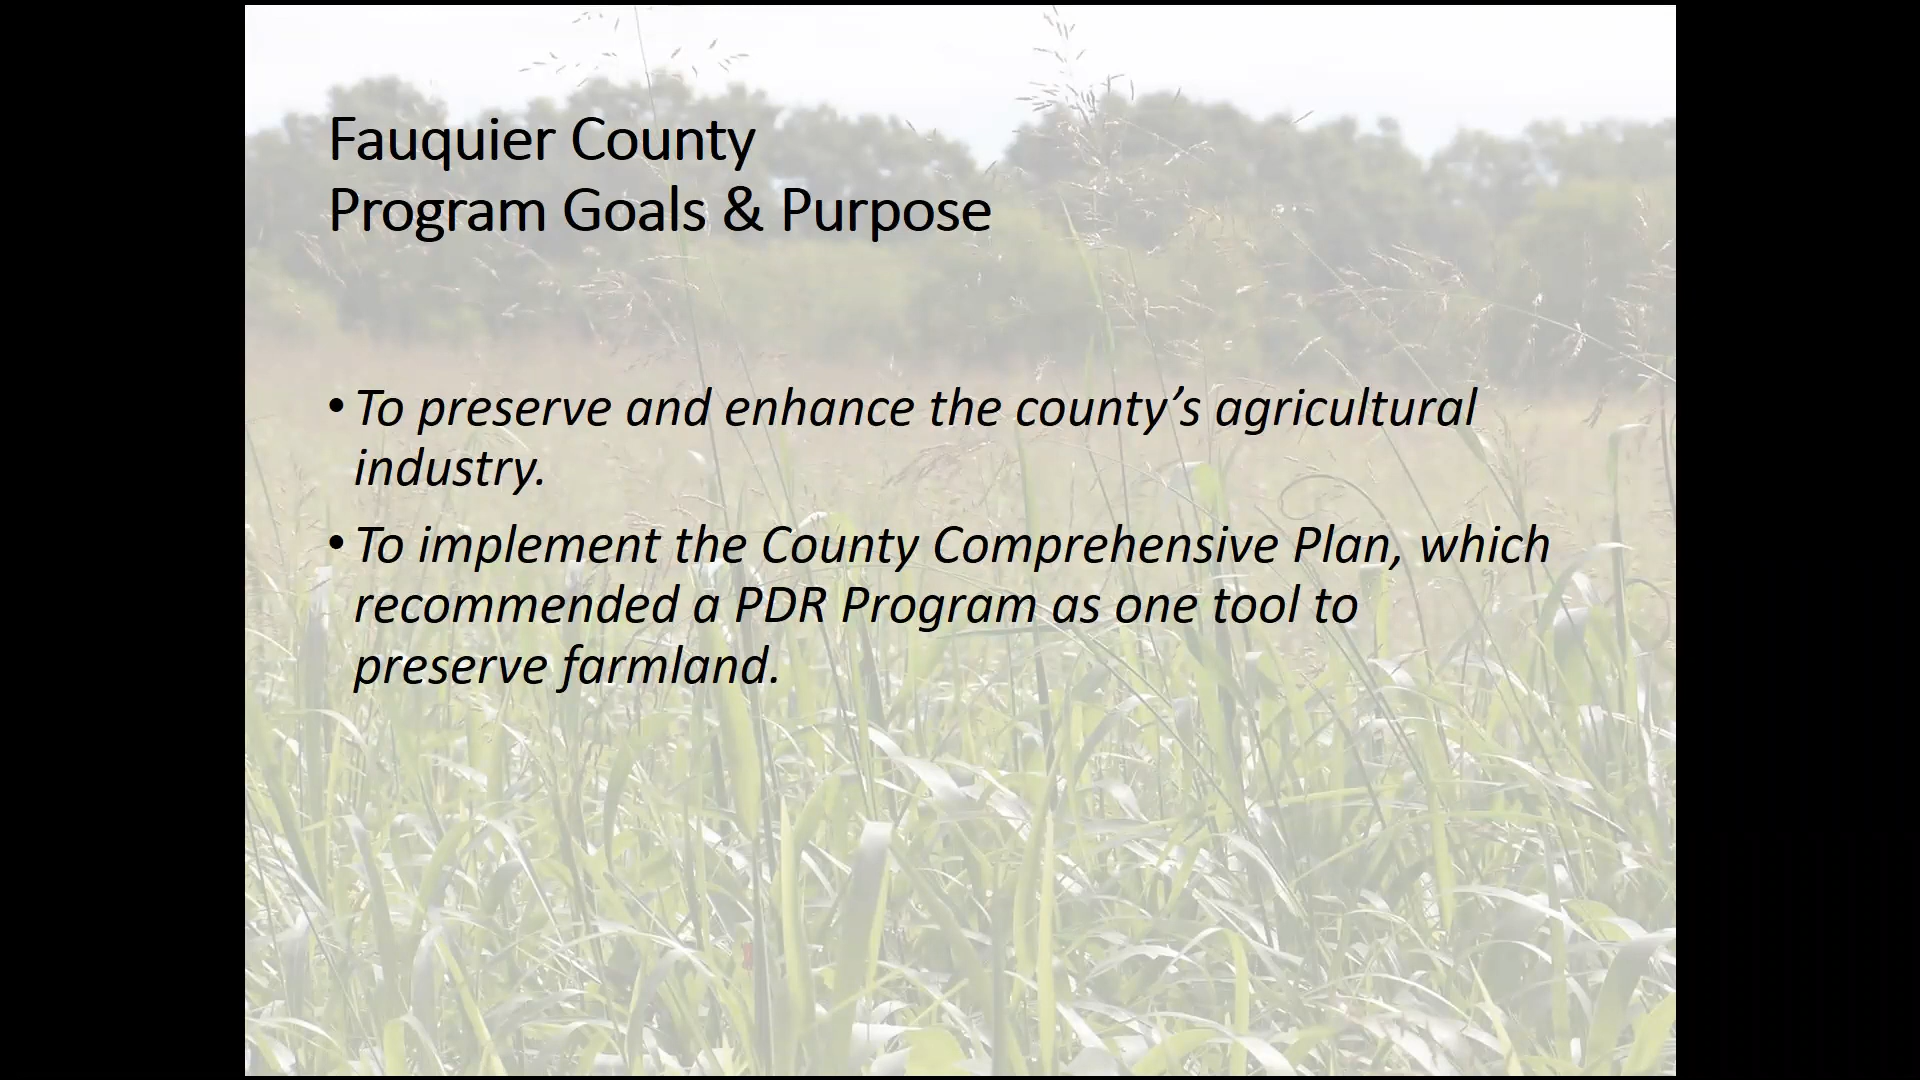 Fauquier County
Program Goals & Purpose
• To preserve and enhance the county’s agricultural
industry.
• To implement the County Comprehensive Plan, which
recommended a PDR Program as one tool to
preserve farmland.